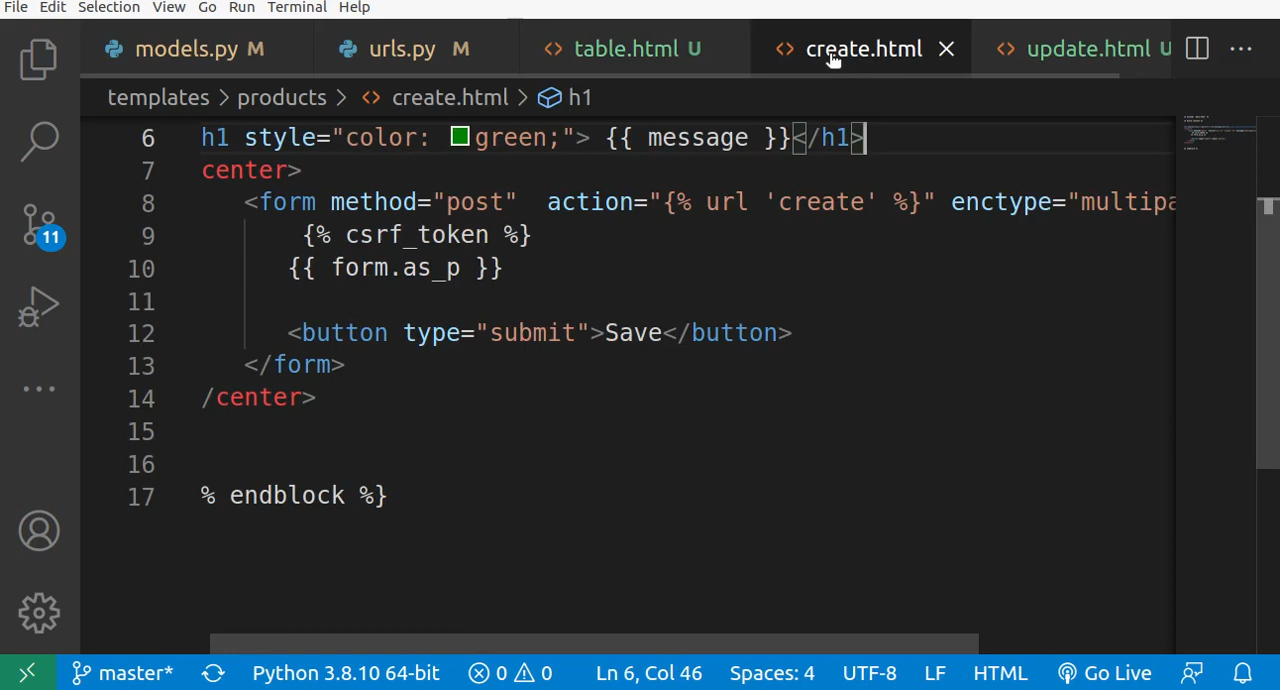 File Edit Selection View Go Run Terminal Help
models.py M urls.py M table.html U create.html update.html U
templates > products > create.html > h1
6 h1 style="color: green;"> {{ message }}</h1>
7 center>
8 <form method="post" action="{% url 'create' %}" enctype="multipa
9 {% csrf_token %}
10 {{ form.as_p }}
11
12 <button type="submit">Save</button>
13 </form>
14 /center>
15
16
17 % endblock %}
11
master* Python 3.8.10 64-bit 0 0 Ln 6, Col 46 Spaces: 4 UTF-8 LF HTML Go Live